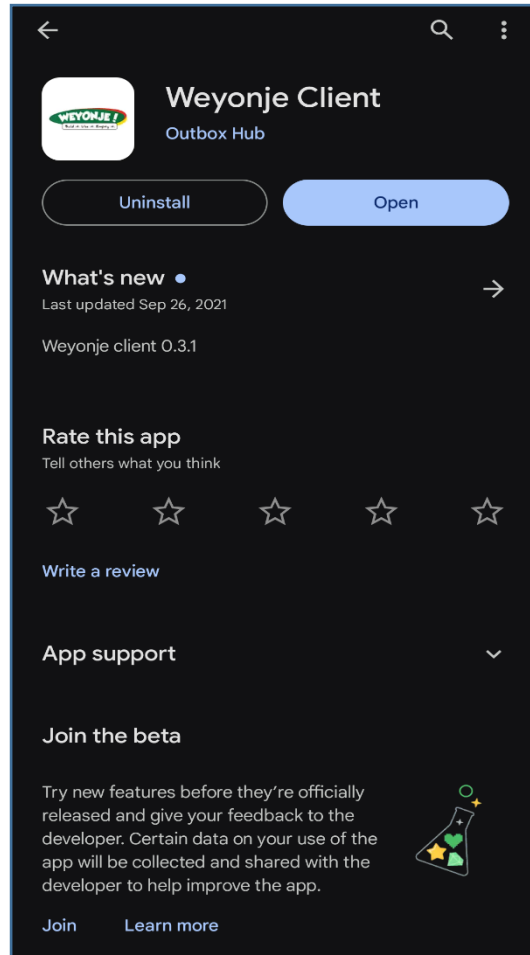 Weyonje Client
WEYONJE !
Outbox Hub
Uninstall
Open
What's new
Last updated Sep 26, 2021
Weyonje client 0.3.1
Rate this app
Tell others what you think
Write a review
App support
Join the beta
Try new features before they're officially
released and give your feedback to the
developer. Certain data on your use of the
app will be collected and shared with the
developer to help improve the app.
Join
Learn more